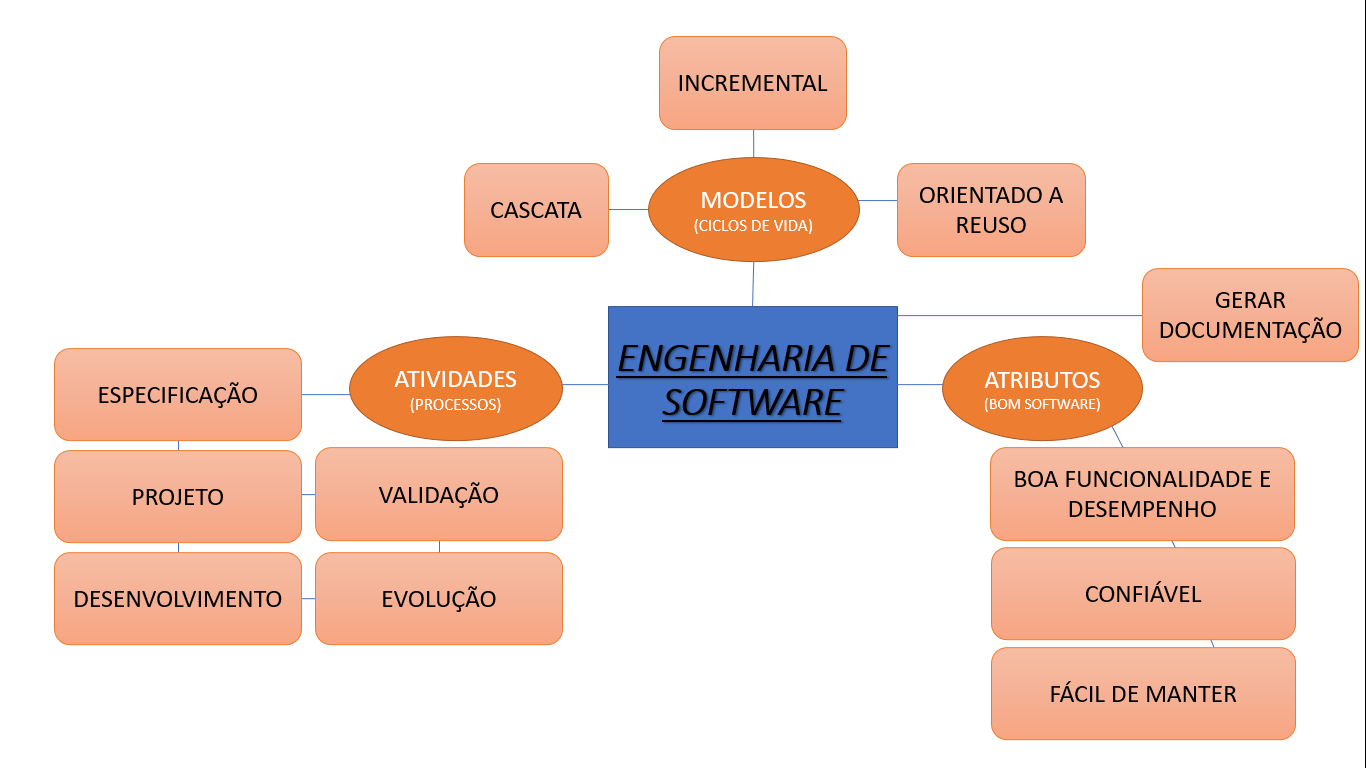 INCREMENTAL
CASCATA
MODELOS
(CICLOS DE VIDA)
ORIENTADO A
REUSO
GERAR
DOCUMENTAÇÃO
ENGENHARIA DE
SOFTWARE
ATIVIDADES
(PROCESSOS)
ATRIBUTOS
(BOM SOFTWARE)
ESPECIFICAÇÃO
PROJETO
VALIDAÇÃO
DESENVOLVIMENTO
EVOLUÇÃO
BOA FUNCIONALIDADE E
DESEMPENHO
CONFIÁVEL
FÁCIL DE MANTER